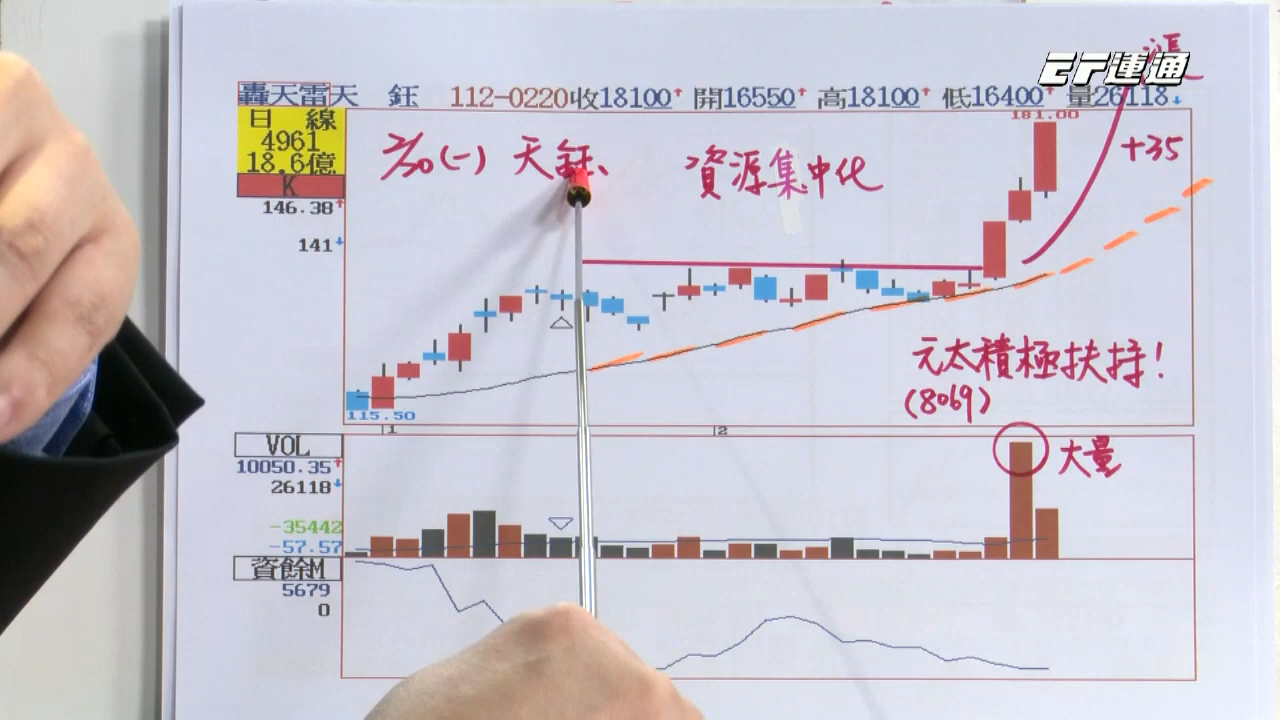 漲
EF運通
轟天雷天 鈺 112-0220收18100↑ 開16550↑ 高18100↑ 低16400↑ 量26118↓
日 線
4961
18.6億
K
146.38↑
141↓
181.00
2/20(一) 天鈺、 資源集中化
+35
元太積極扶持!
(8069)
115.50
1
2
VOL
10050.35↑
26118↓
-35442
-57.57
大量
資餘M
5679
0